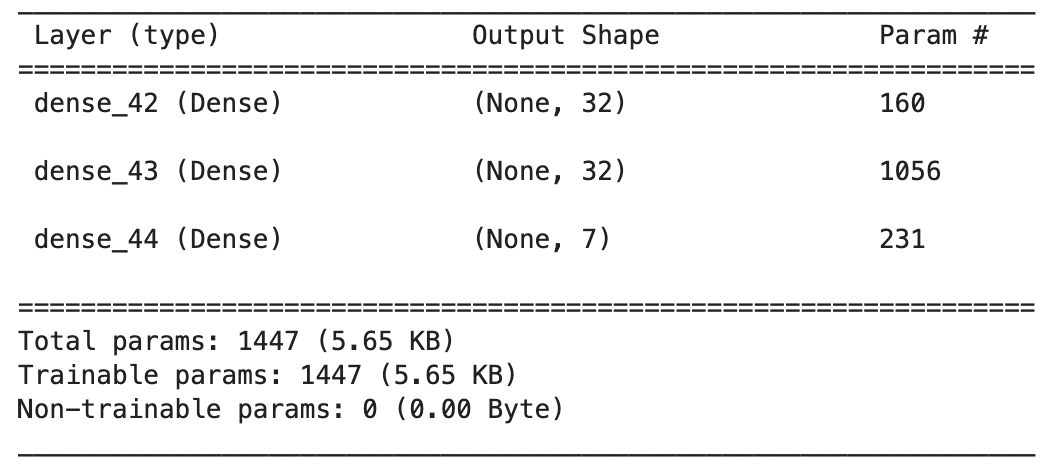 Layer (type) Output Shape Param #
=================================================================
dense_42 (Dense) (None, 32) 160
dense_43 (Dense) (None, 32) 1056
dense_44 (Dense) (None, 7) 231
=================================================================
Total params: 1447 (5.65 KB)
Trainable params: 1447 (5.65 KB)
Non-trainable params: 0 (0.00 Byte)